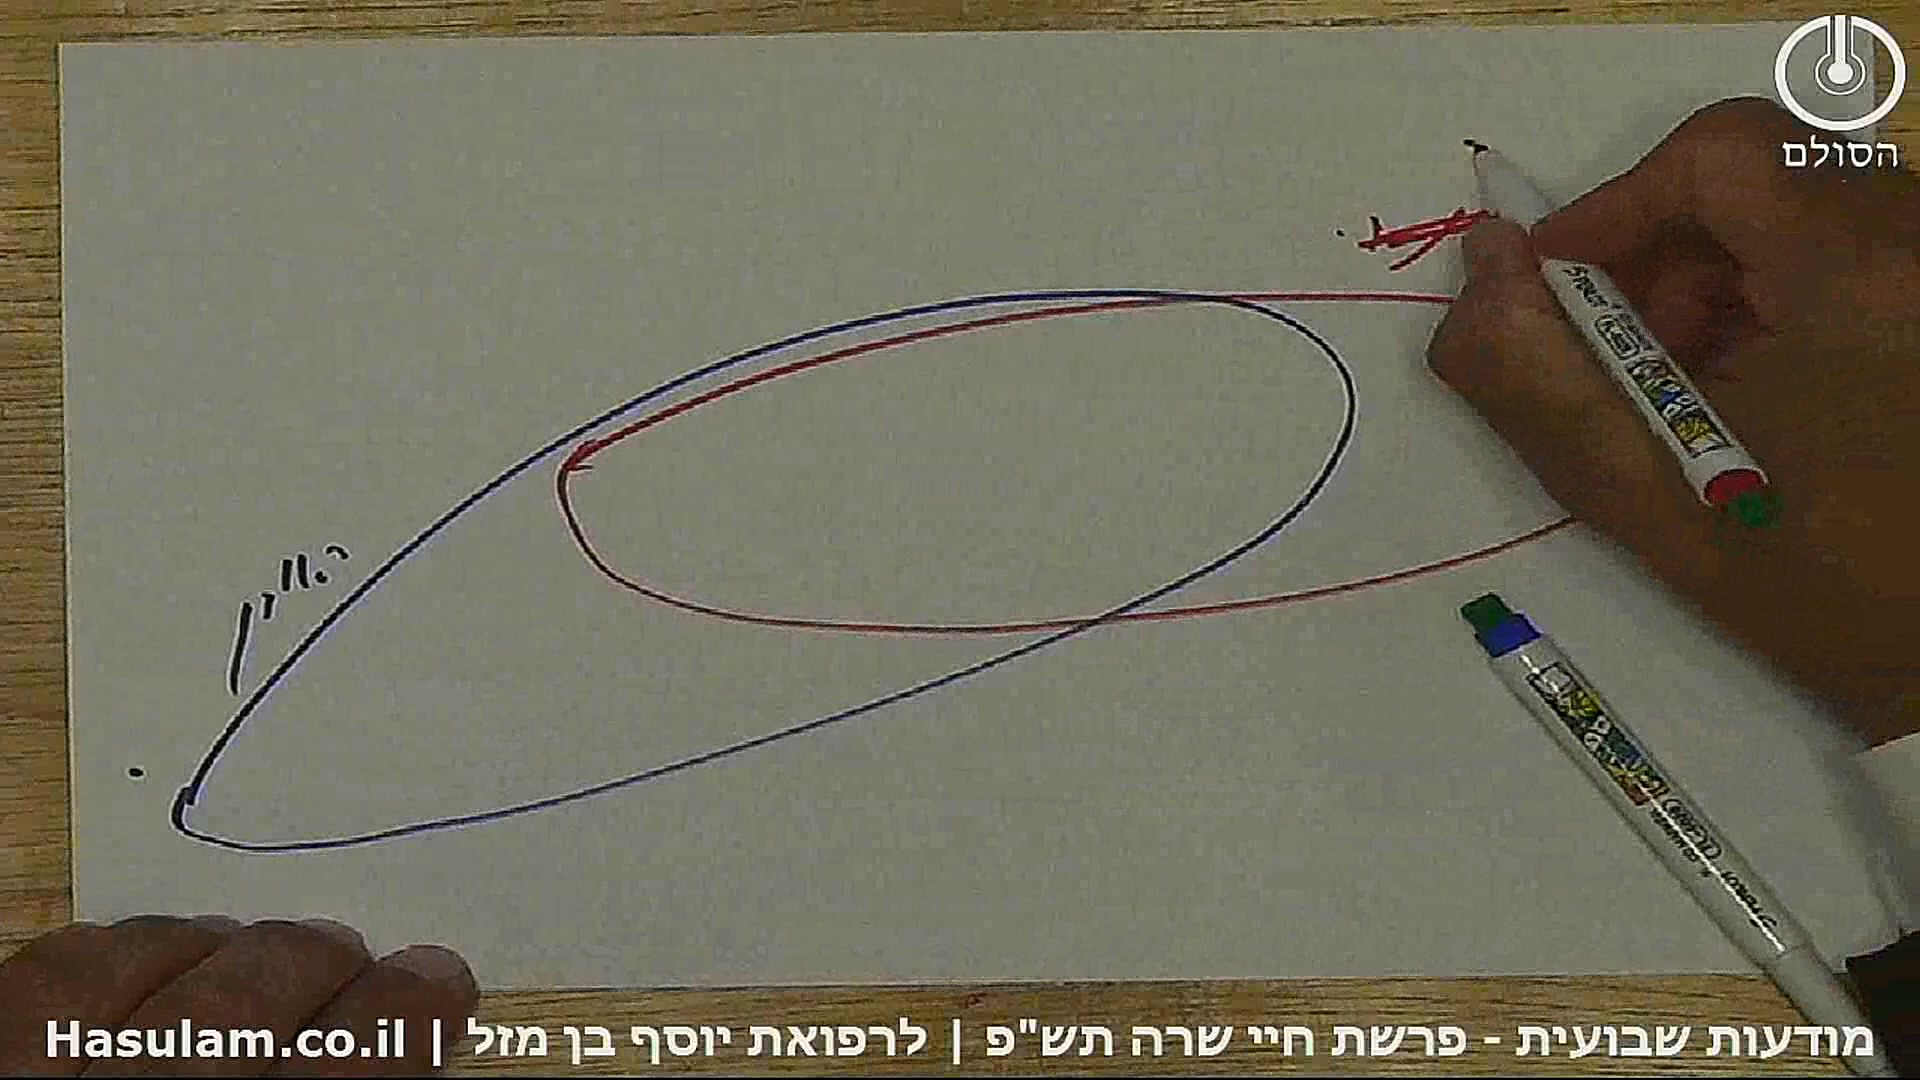 הסולם
מודעות שבועית - פרשת חיי שרה תש"פ | לרפואת יוסף בן מזל | Hasulam.co.il